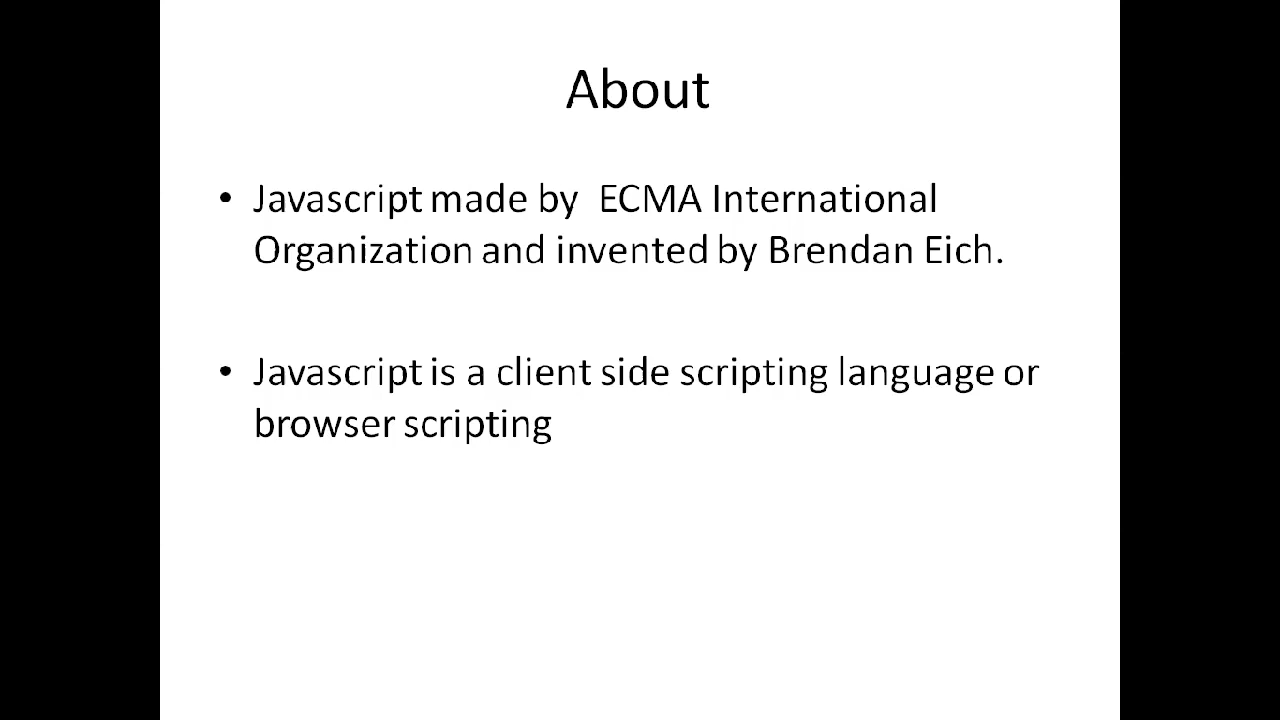 About
• Javascript made by  ECMA International
Organization and invented by Brendan Eich.
• Javascript is a client side scripting language or
browser scripting